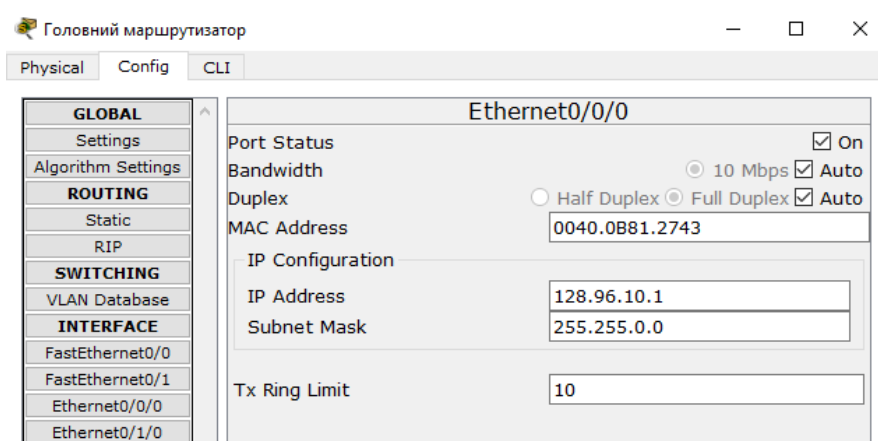 Головний маршрутизатор
Physical Config CLI
GLOBAL
Settings
Algorithm Settings
ROUTING
Static
RIP
SWITCHING
VLAN Database
INTERFACE
FastEthernet0/0
FastEthernet0/1
Ethernet0/0/0
Ethernet0/1/0
Ethernet0/0/0
Port Status On
Bandwidth 10 Mbps Auto
Duplex Half Duplex Full Duplex Auto
MAC Address 0040.0B81.2743
IP Configuration
IP Address 128.96.10.1
Subnet Mask 255.255.0.0
Tx Ring Limit 10